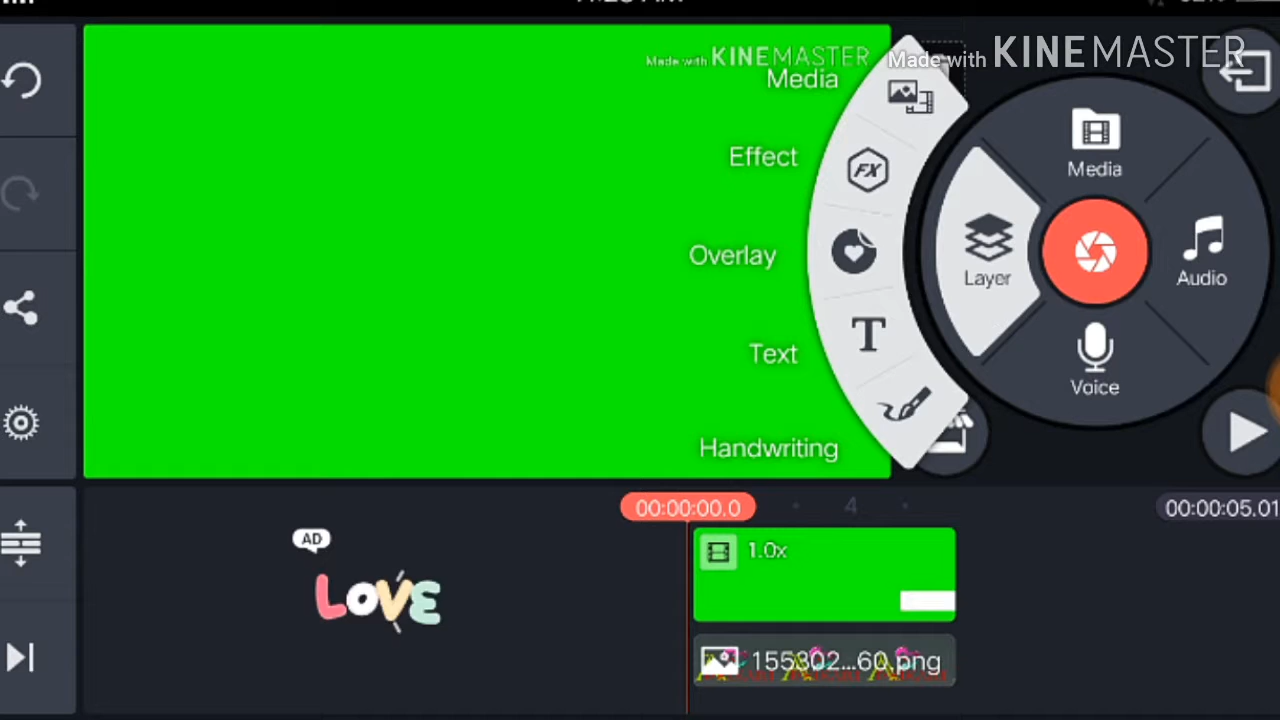 Made with KINEMASTER
Made with KINEMASTER
Media
Effect
Overlay
Text
Handwriting
Media
Layer
Audio
Voice
00:00:00.0
4
00:00:05.01
AD
LOVE
1.0x
155302...60.png